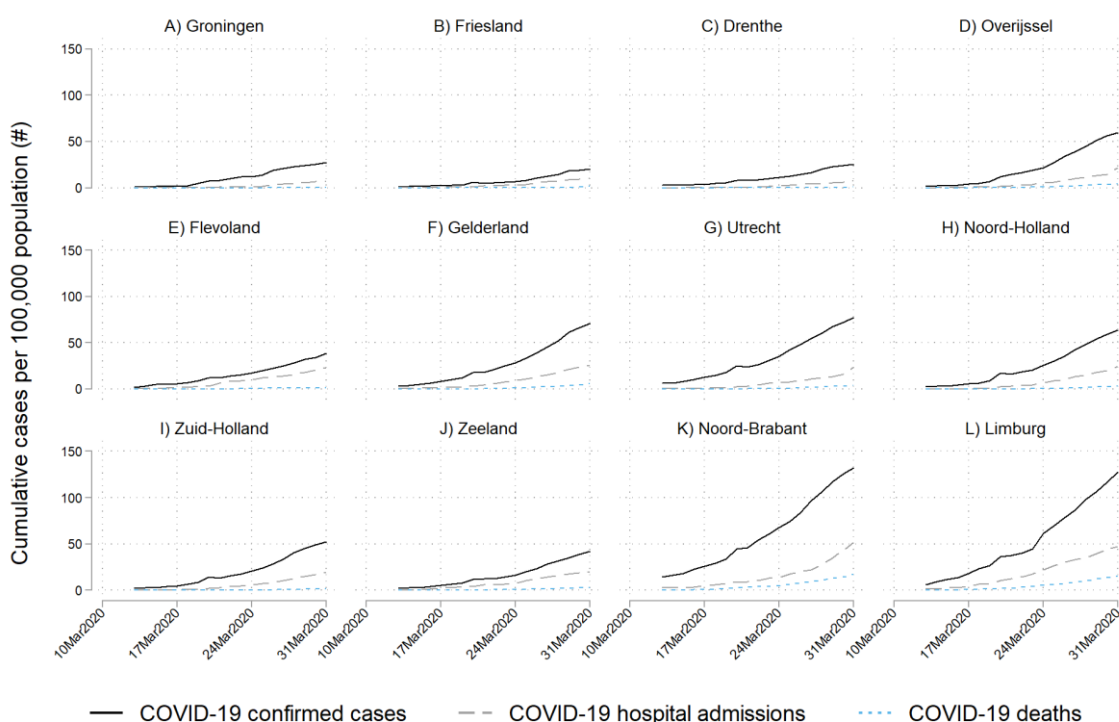 A) Groningen
B) Friesland
C) Drenthe
D) Overijssel
150
100
50
0
E) Flevoland
F) Gelderland
G) Utrecht
H) Noord-Holland
150
100
50
0
I) Zuid-Holland
J) Zeeland
K) Noord-Brabant
L) Limburg
150
100
50
0
Cumulative cases per 100,000 population (#)
10Mar2020
17Mar2020
24Mar2020
31Mar2020
10Mar2020
17Mar2020
24Mar2020
31Mar2020
10Mar2020
17Mar2020
24Mar2020
31Mar2020
10Mar2020
17Mar2020
24Mar2020
31Mar2020
COVID-19 confirmed cases
COVID-19 hospital admissions
COVID-19 deaths